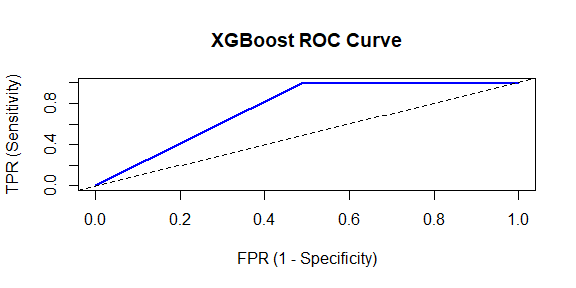 XGBoost ROC Curve
TPR (Sensitivity)
0.8
0.4
0.0
0.0 0.2 0.4 0.6 0.8 1.0
FPR (1 - Specificity)